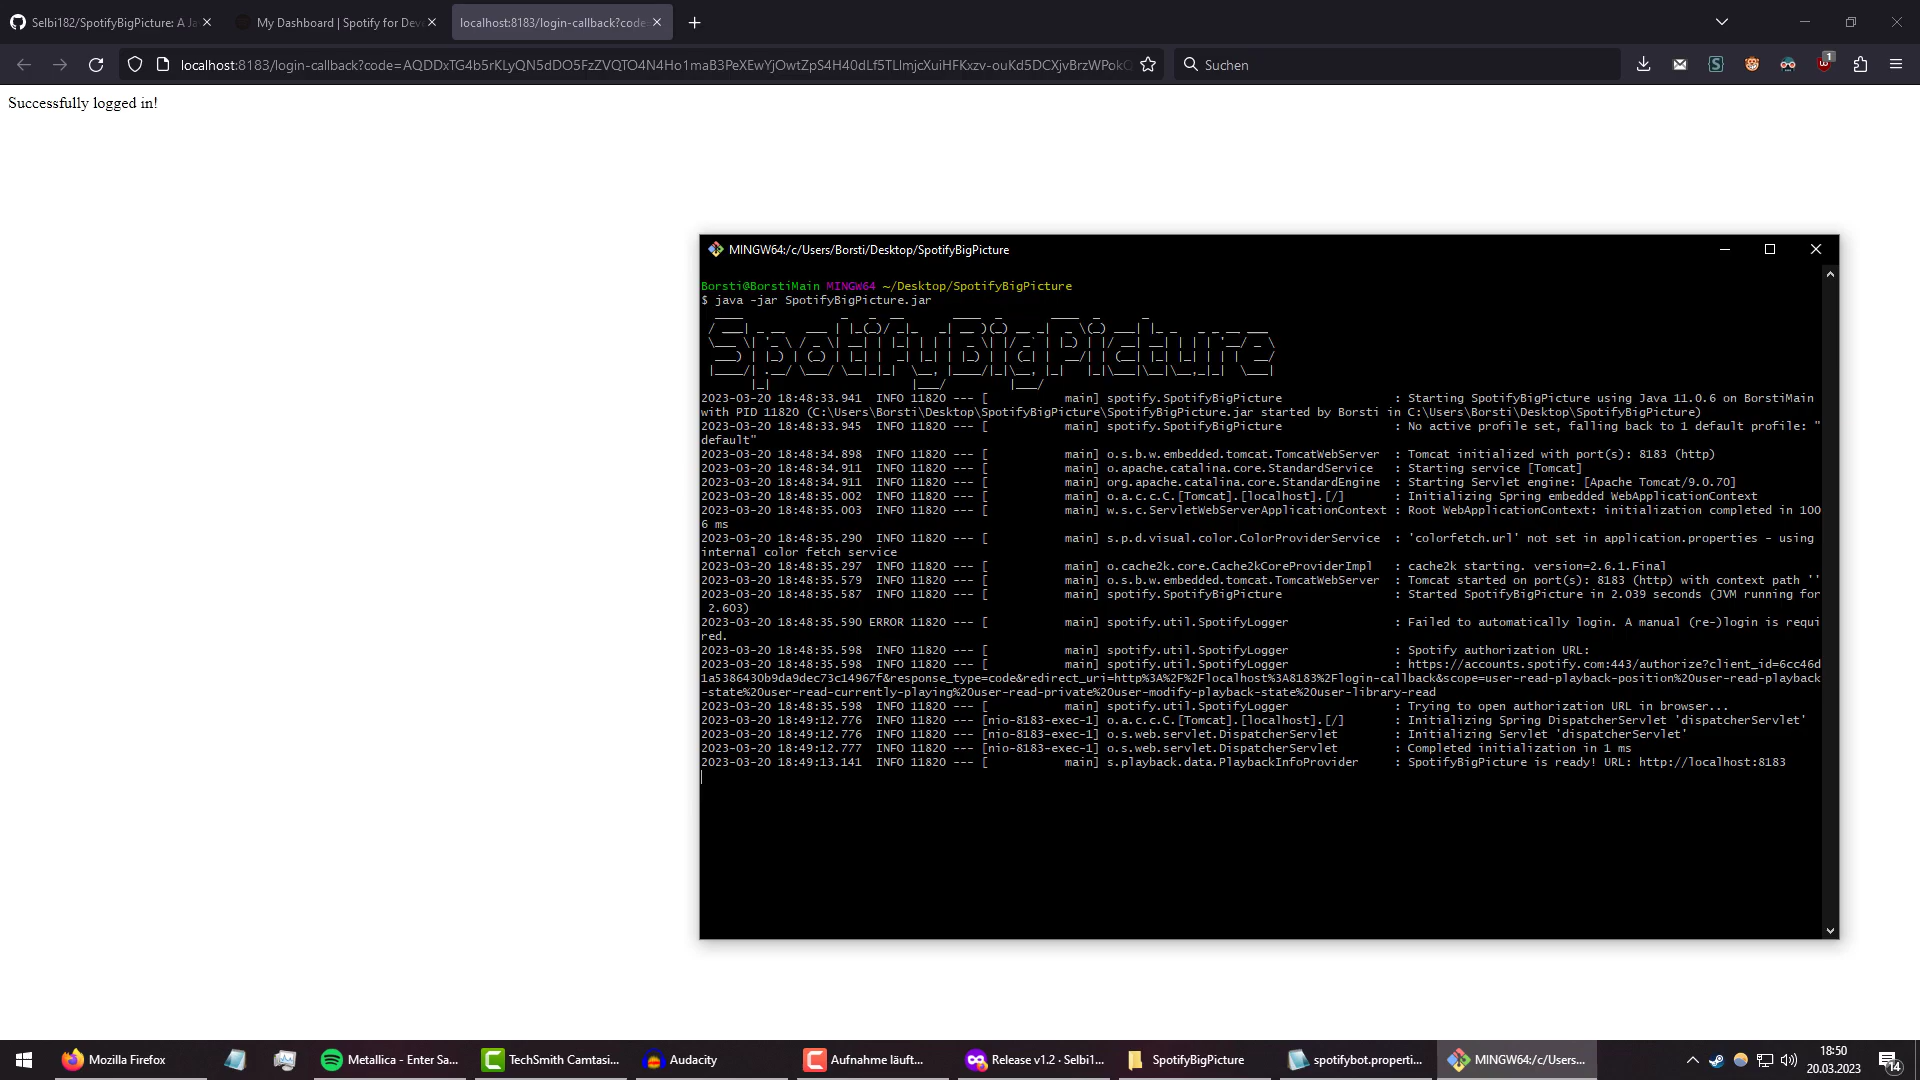 Selbi182/SpotifyBigPicture: A Ja
My Dashboard | Spotify for Deve
localhost:8183/login-callback?code=
localhost:8183/login-callback?code=AQDDxTG4b5rKLyQN5dDO5FzZVQTO4N4Ho1maB3PeXEwYjOwtZpS4H40dLf5TLlmjcXuiHFKxzv-ouKd5DCXjvBrzWPokC
Suchen
1
Successfully logged in!
MINGW64:/c/Users/Borsti/Desktop/SpotifyBigPicture
Borsti@BorstiMain MINGW64 ~/Desktop/SpotifyBigPicture
$ java -jar SpotifyBigPicture.jar
SpotifyBigPicture
2023-03-20 18:48:33.941  INFO 11820 --- [           main] spotify.SpotifyBigPicture                : Starting SpotifyBigPicture using Java 11.0.6 on BorstiMain
with PID 11820 (C:\Users\Borsti\Desktop\SpotifyBigPicture\SpotifyBigPicture.jar started by Borsti in C:\Users\Borsti\Desktop\SpotifyBigPicture)
2023-03-20 18:48:33.945  INFO 11820 --- [           main] spotify.SpotifyBigPicture                : No active profile set, falling back to 1 default profile: "
default"
2023-03-20 18:48:34.898  INFO 11820 --- [           main] o.s.b.w.embedded.tomcat.TomcatWebServer  : Tomcat initialized with port(s): 8183 (http)
2023-03-20 18:48:34.911  INFO 11820 --- [           main] o.apache.catalina.core.StandardService   : Starting service [Tomcat]
2023-03-20 18:48:34.911  INFO 11820 --- [           main] org.apache.catalina.core.StandardEngine  : Starting Servlet engine: [Apache Tomcat/9.0.70]
2023-03-20 18:48:35.002  INFO 11820 --- [           main] o.a.c.c.C.[Tomcat].[localhost].[/]       : Initializing Spring embedded WebApplicationContext
2023-03-20 18:48:35.003  INFO 11820 --- [           main] w.s.c.ServletWebServerApplicationContext : Root WebApplicationContext: initialization completed in 100
6 ms
2023-03-20 18:48:35.290  INFO 11820 --- [           main] s.p.d.visual.color.ColorProviderService  : 'colorfetch.url' not set in application.properties - using
internal color fetch service
2023-03-20 18:48:35.297  INFO 11820 --- [           main] o.cache2k.core.Cache2kCoreProviderImpl   : cache2k starting. version=2.6.1.Final
2023-03-20 18:48:35.579  INFO 11820 --- [           main] o.s.b.w.embedded.tomcat.TomcatWebServer  : Tomcat started on port(s): 8183 (http) with context path ''
2023-03-20 18:48:35.587  INFO 11820 --- [           main] spotify.SpotifyBigPicture                : Started SpotifyBigPicture in 2.039 seconds (JVM running for
2.603)
2023-03-20 18:48:35.590 ERROR 11820 --- [           main] spotify.util.SpotifyLogger               : Failed to automatically login. A manual (re-)login is requi
red.
2023-03-20 18:48:35.598  INFO 11820 --- [           main] spotify.util.SpotifyLogger               : Spotify authorization URL:
2023-03-20 18:48:35.598  INFO 11820 --- [           main] spotify.util.SpotifyLogger               : https://accounts.spotify.com:443/authorize?client_id=6cc46d
1a5386430b9da9dec73c14967f&response_type=code&redirect_uri=http%3A%2F%2Flocalhost%3A8183%2Flogin-callback&scope=user-read-playback-position%20user-read-playback
-state%20user-read-currently-playing%20user-read-private%20user-modify-playback-state%20user-library-read
2023-03-20 18:48:35.598  INFO 11820 --- [           main] spotify.util.SpotifyLogger               : Trying to open authorization URL in browser...
2023-03-20 18:49:12.776  INFO 11820 --- [nio-8183-exec-1] o.a.c.c.C.[Tomcat].[localhost].[/]       : Initializing Spring DispatcherServlet 'dispatcherServlet'
2023-03-20 18:49:12.776  INFO 11820 --- [nio-8183-exec-1] o.s.web.servlet.DispatcherServlet        : Initializing Servlet 'dispatcherServlet'
2023-03-20 18:49:12.777  INFO 11820 --- [nio-8183-exec-1] o.s.web.servlet.DispatcherServlet        : Completed initialization in 1 ms
2023-03-20 18:49:13.141  INFO 11820 --- [           main] s.playback.data.PlaybackInfoProvider     : SpotifyBigPicture is ready! URL: http://localhost:8183
Mozilla Firefox
Metallica - Enter Sa...
TechSmith Camtasi...
Audacity
Aufnahme läuft...
Release v1.2 · Selbi1...
SpotifyBigPicture
spotifybot.properti...
MINGW64:/c/Users...
18:50
20.03.2023
14